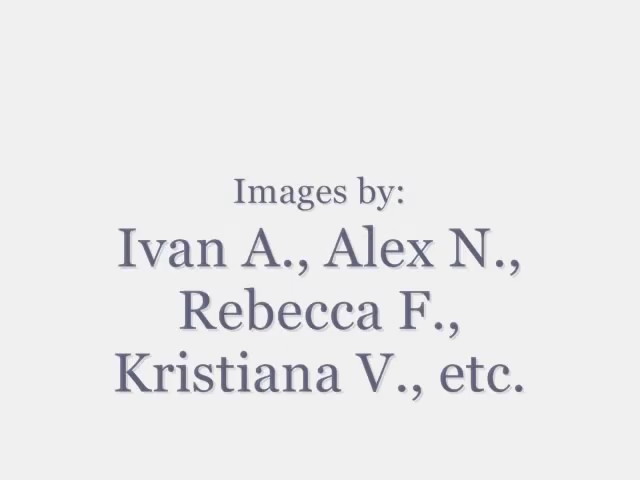 Images by:
Ivan A., Alex N.,
Rebecca F.,
Kristiana V., etc.